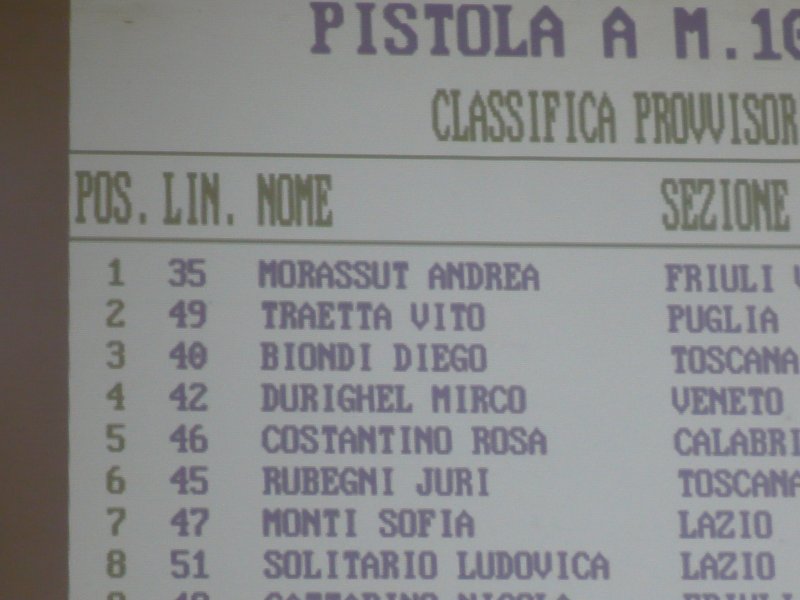 PISTOLA A M.10
CLASSIFICA PROVVISOR
POS. LIN. NOME SEZIONE
1 35 MORASSUT ANDREA FRIULI V
2 49 TRAETTA VITO PUGLIA
3 40 BIONDI DIEGO TOSCANA
4 42 DURIGHEL MIRCO VENETO
5 46 COSTANTINO ROSA CALABRI
6 45 RUBEGNI JURI TOSCANA
7 47 MONTI SOFIA LAZIO
8 51 SOLITARIO LUDOVICA LAZIO